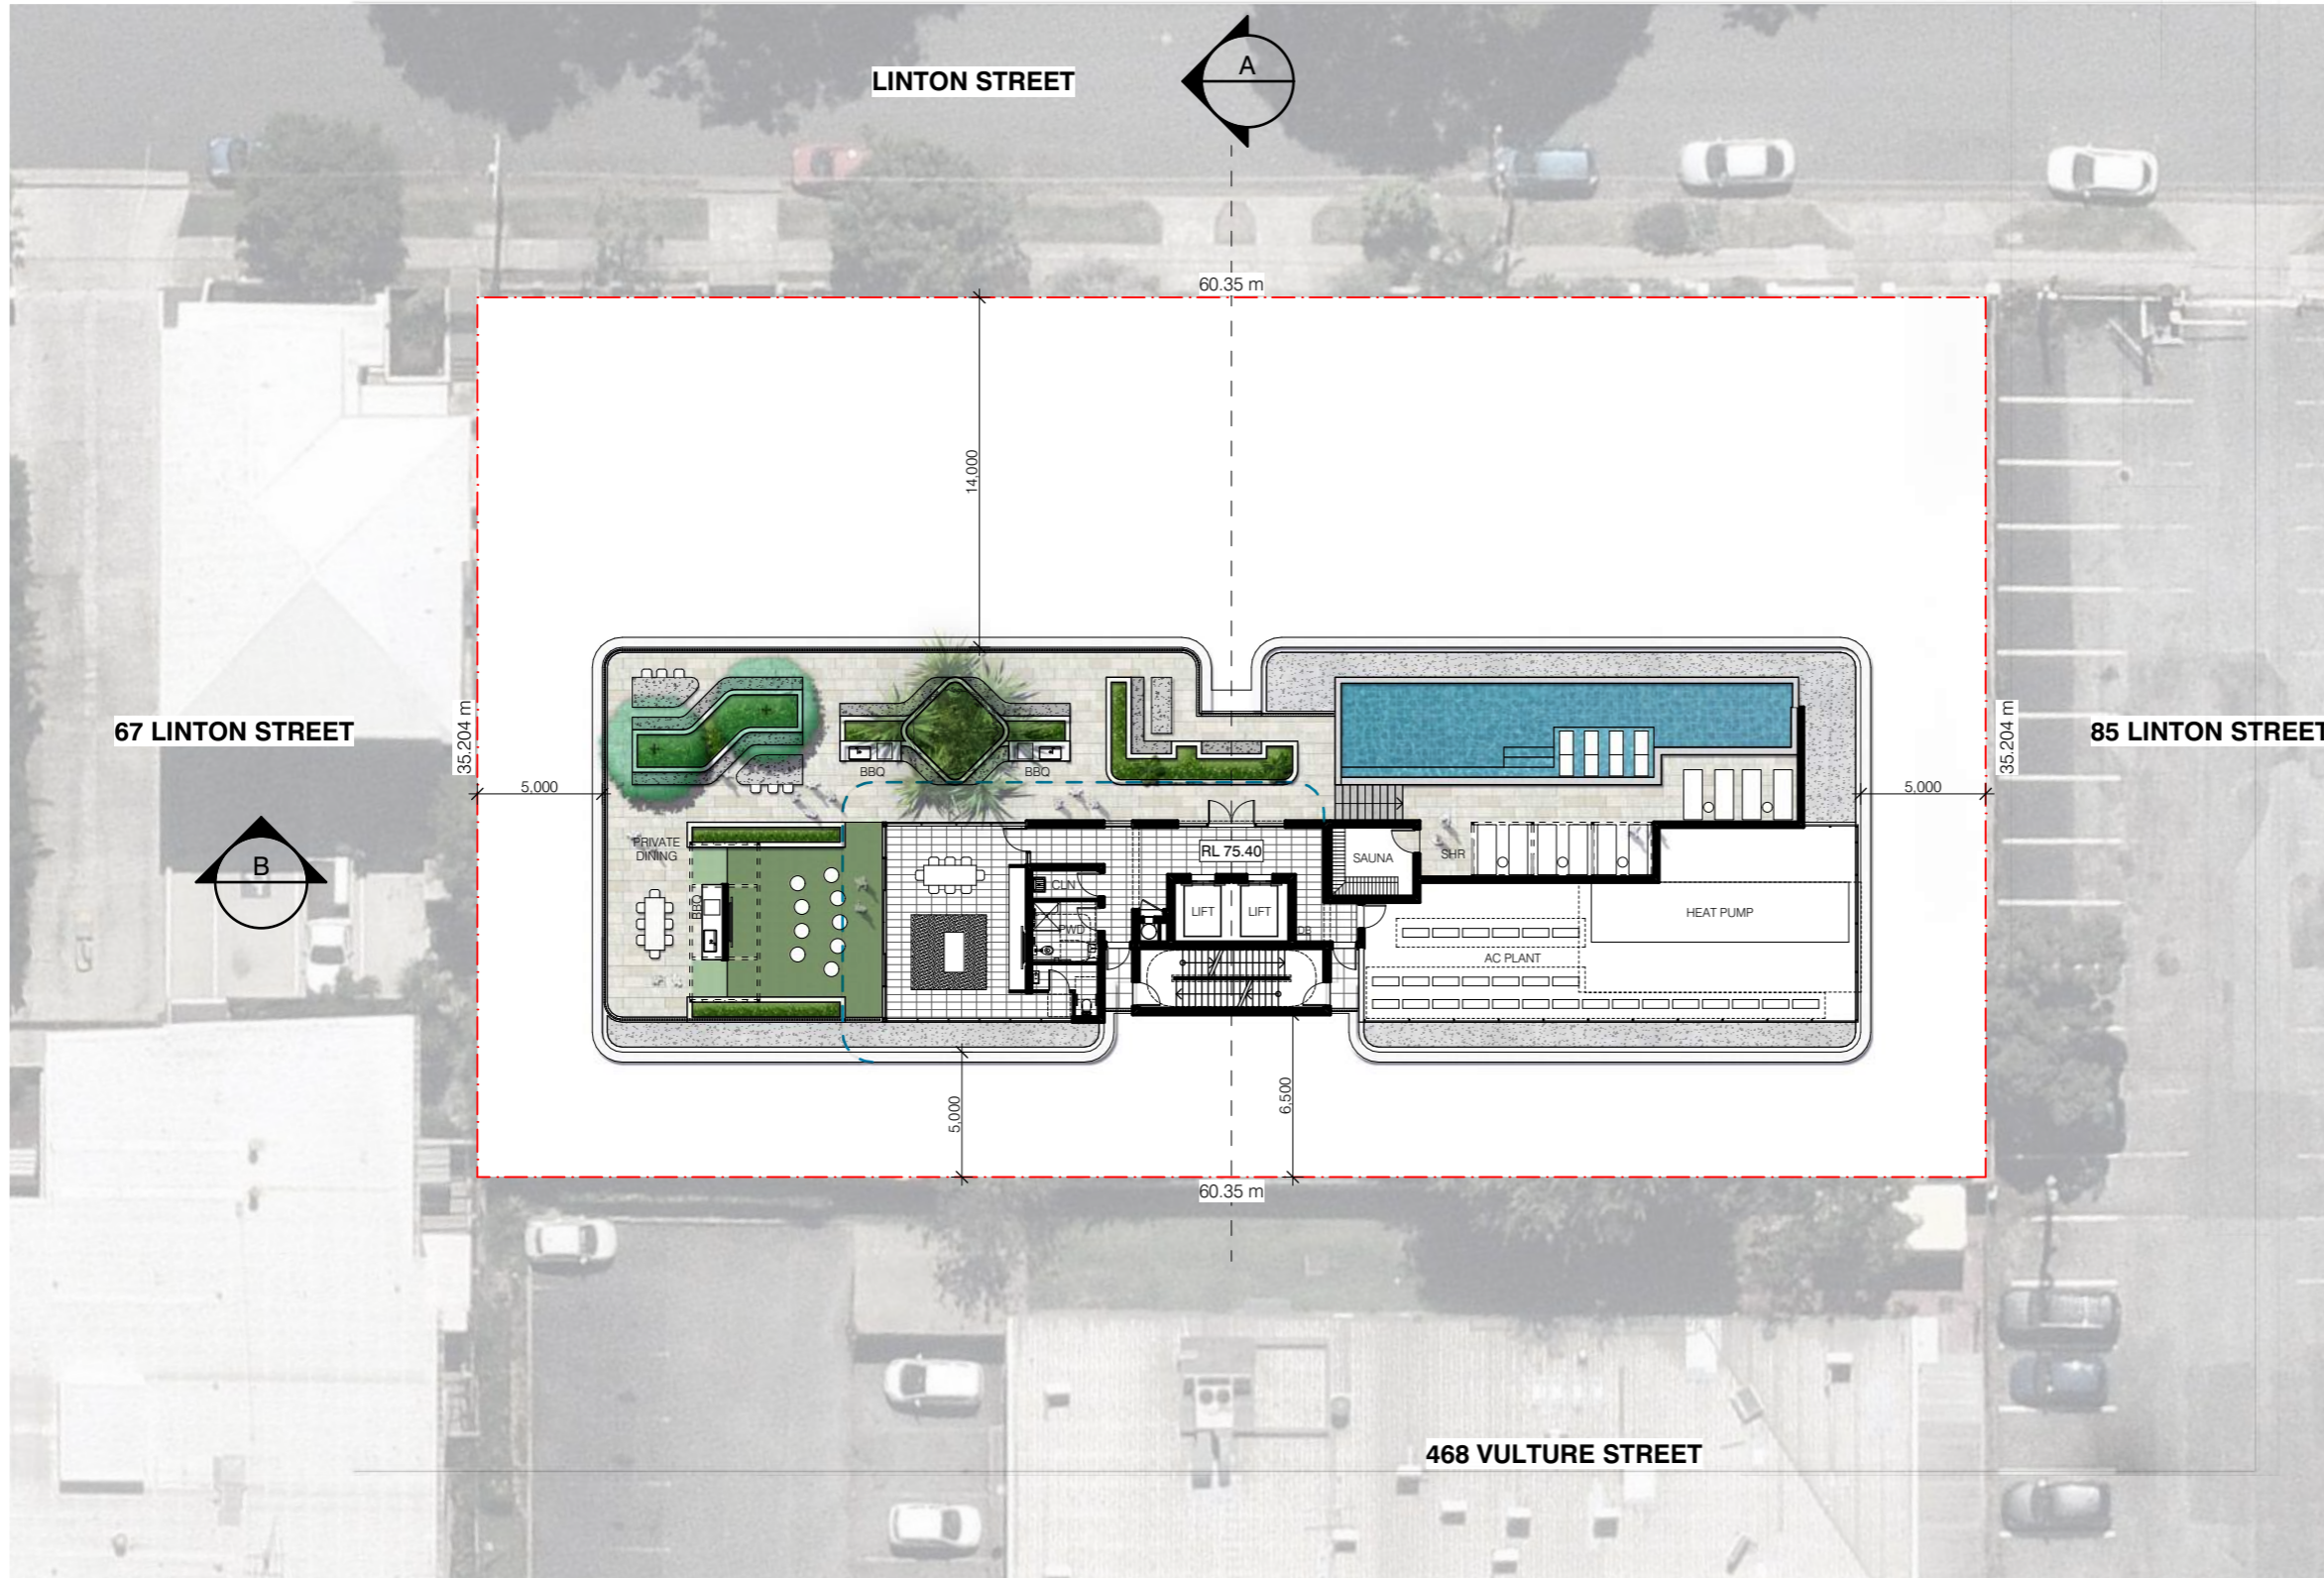 LINTON STREET
A
60.35 m
14,000
67 LINTON STREET
35.204 m
35.204 m
85 LINTON STREET
5,000
5,000
BBQ
BBQ
PRIVATE
DINING
B
BBQ
RL 75.40
SAUNA
SHR
CLN
LIFT
LIFT
HEAT PUMP
PWD
DB
AC PLANT
5,000
6,500
60.35 m
468 VULTURE STREET